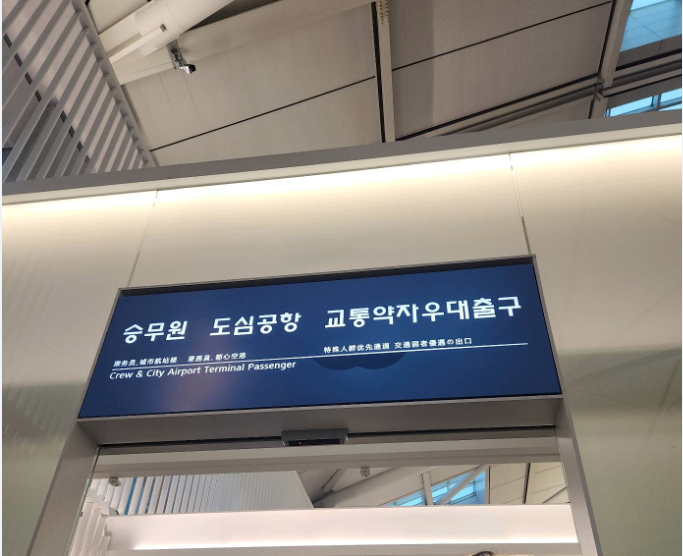 승무원 도심공항 교통약자우대출구
乘务员, 城市航站楼 乗務員, 都心空港 特殊人群优先通道 交通弱者優遇の出口
Crew & City Airport Terminal Passenger